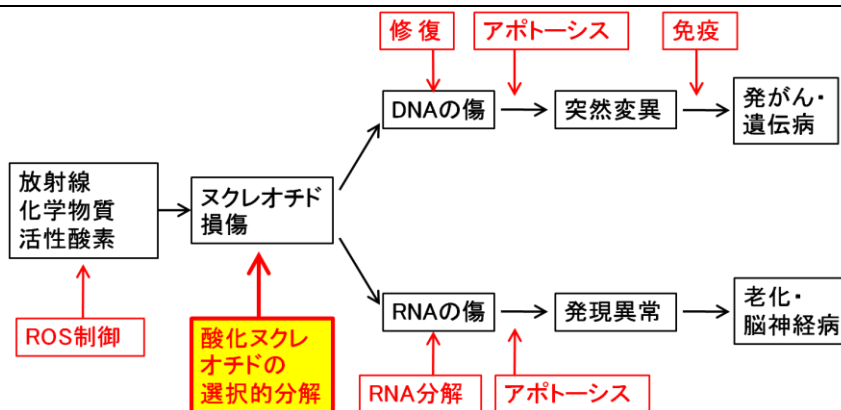 修復
アポトーシス
免疫
DNAの傷
突然変異
発がん・
遺伝病
放射線
化学物質
活性酸素
ヌクレオチド
損傷
RNAの傷
発現異常
老化・
脳神経病
ROS制御
酸化ヌクレ
オチドの
選択的分解
RNA分解
アポトーシス